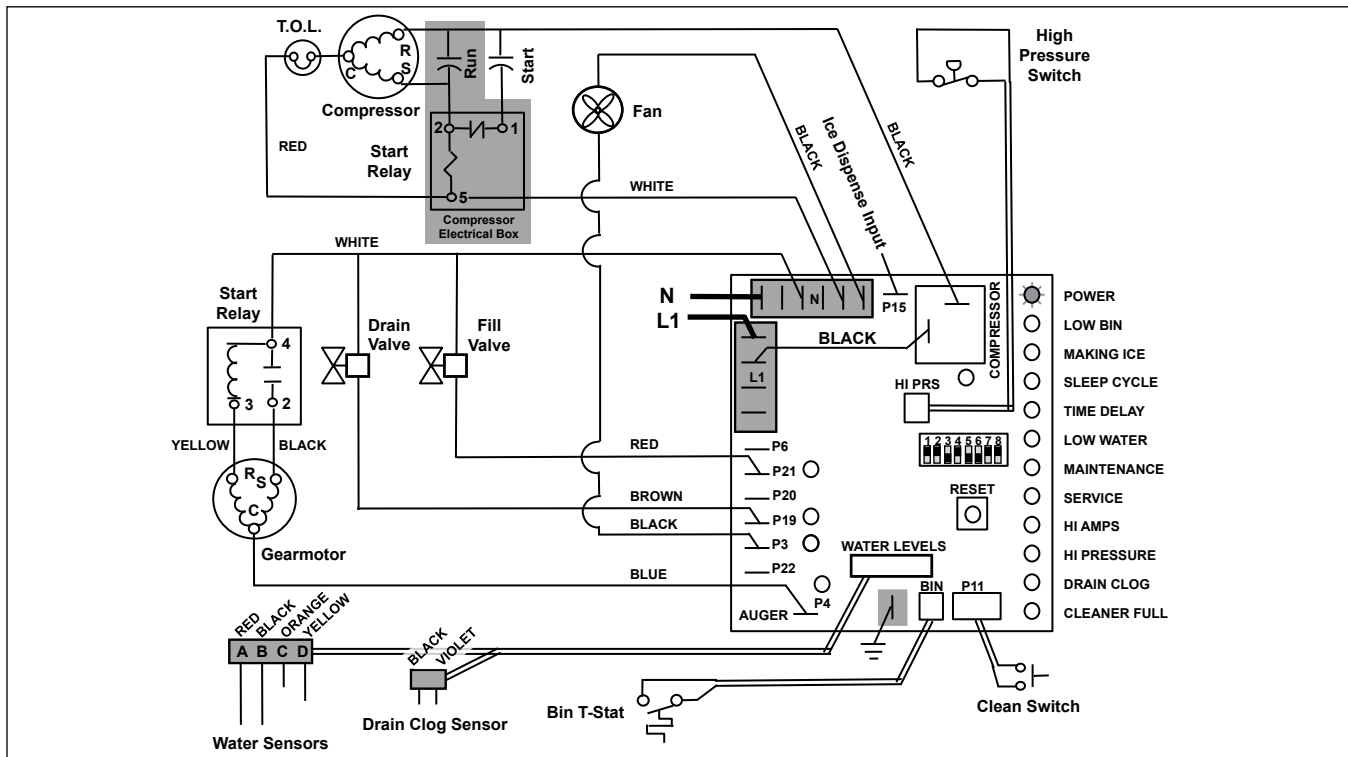 T.O.L.
R
S
C
Compressor
Run
Start
2
1
5
Start
Relay
Compressor
Electrical Box
RED
WHITE
Fan
BLACK
Ice Dispense Input
BLACK
High
Pressure
Switch
WHITE
Start
Relay
4
3
2
YELLOW
BLACK
R
S
C
Gearmotor
Drain
Valve
Fill
Valve
N
L1
N
P15
L1
BLACK
COMPRESSOR
HI PRS
1 2 3 4 5 6 7 8
RESET
RED
BROWN
BLACK
BLUE
P6
P21
P20
P19
P3
P22
P4
AUGER
WATER LEVELS
BIN
P11
POWER
LOW BIN
MAKING ICE
SLEEP CYCLE
TIME DELAY
LOW WATER
MAINTENANCE
SERVICE
HI AMPS
HI PRESSURE
DRAIN CLOG
CLEANER FULL
RED
BLACK
ORANGE
YELLOW
A B C D
Water Sensors
BLACK
VIOLET
Drain Clog Sensor
Bin T-Stat
Clean Switch